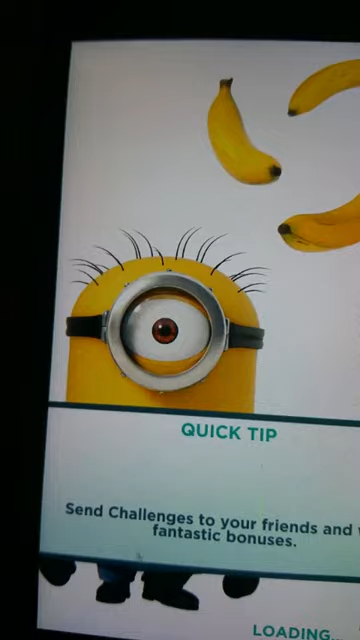 QUICK TIP
Send Challenges to your friends and
fantastic bonuses.
LOADING...